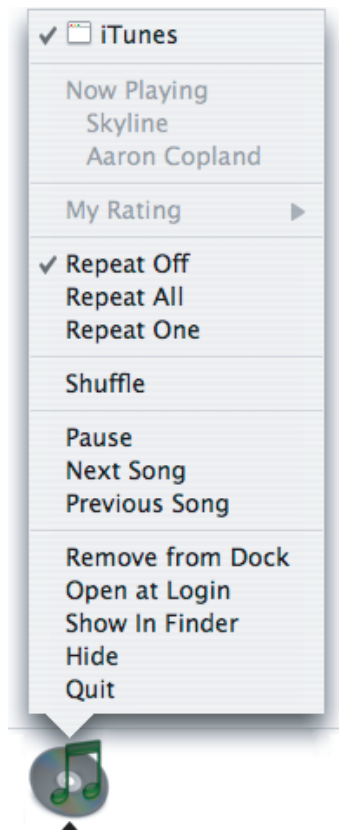 iTunes
Now Playing
Skyline
Aaron Copland
My Rating
Repeat Off
Repeat All
Repeat One
Shuffle
Pause
Next Song
Previous Song
Remove from Dock
Open at Login
Show In Finder
Hide
Quit